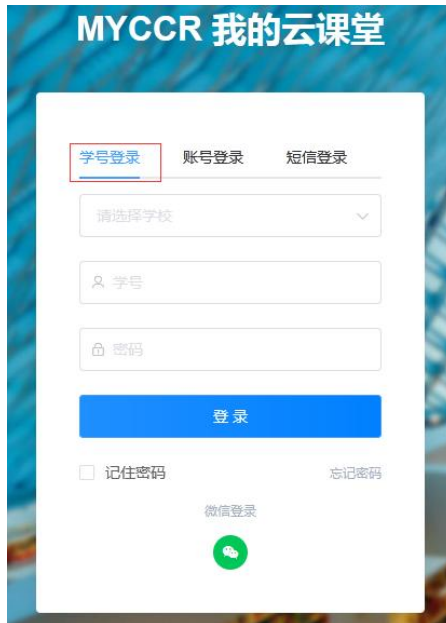 MYCCR 我的云课堂
学号登录 账号登录 短信登录
请选择学校
学号
密码
登录
记住密码 忘记密码
微信登录